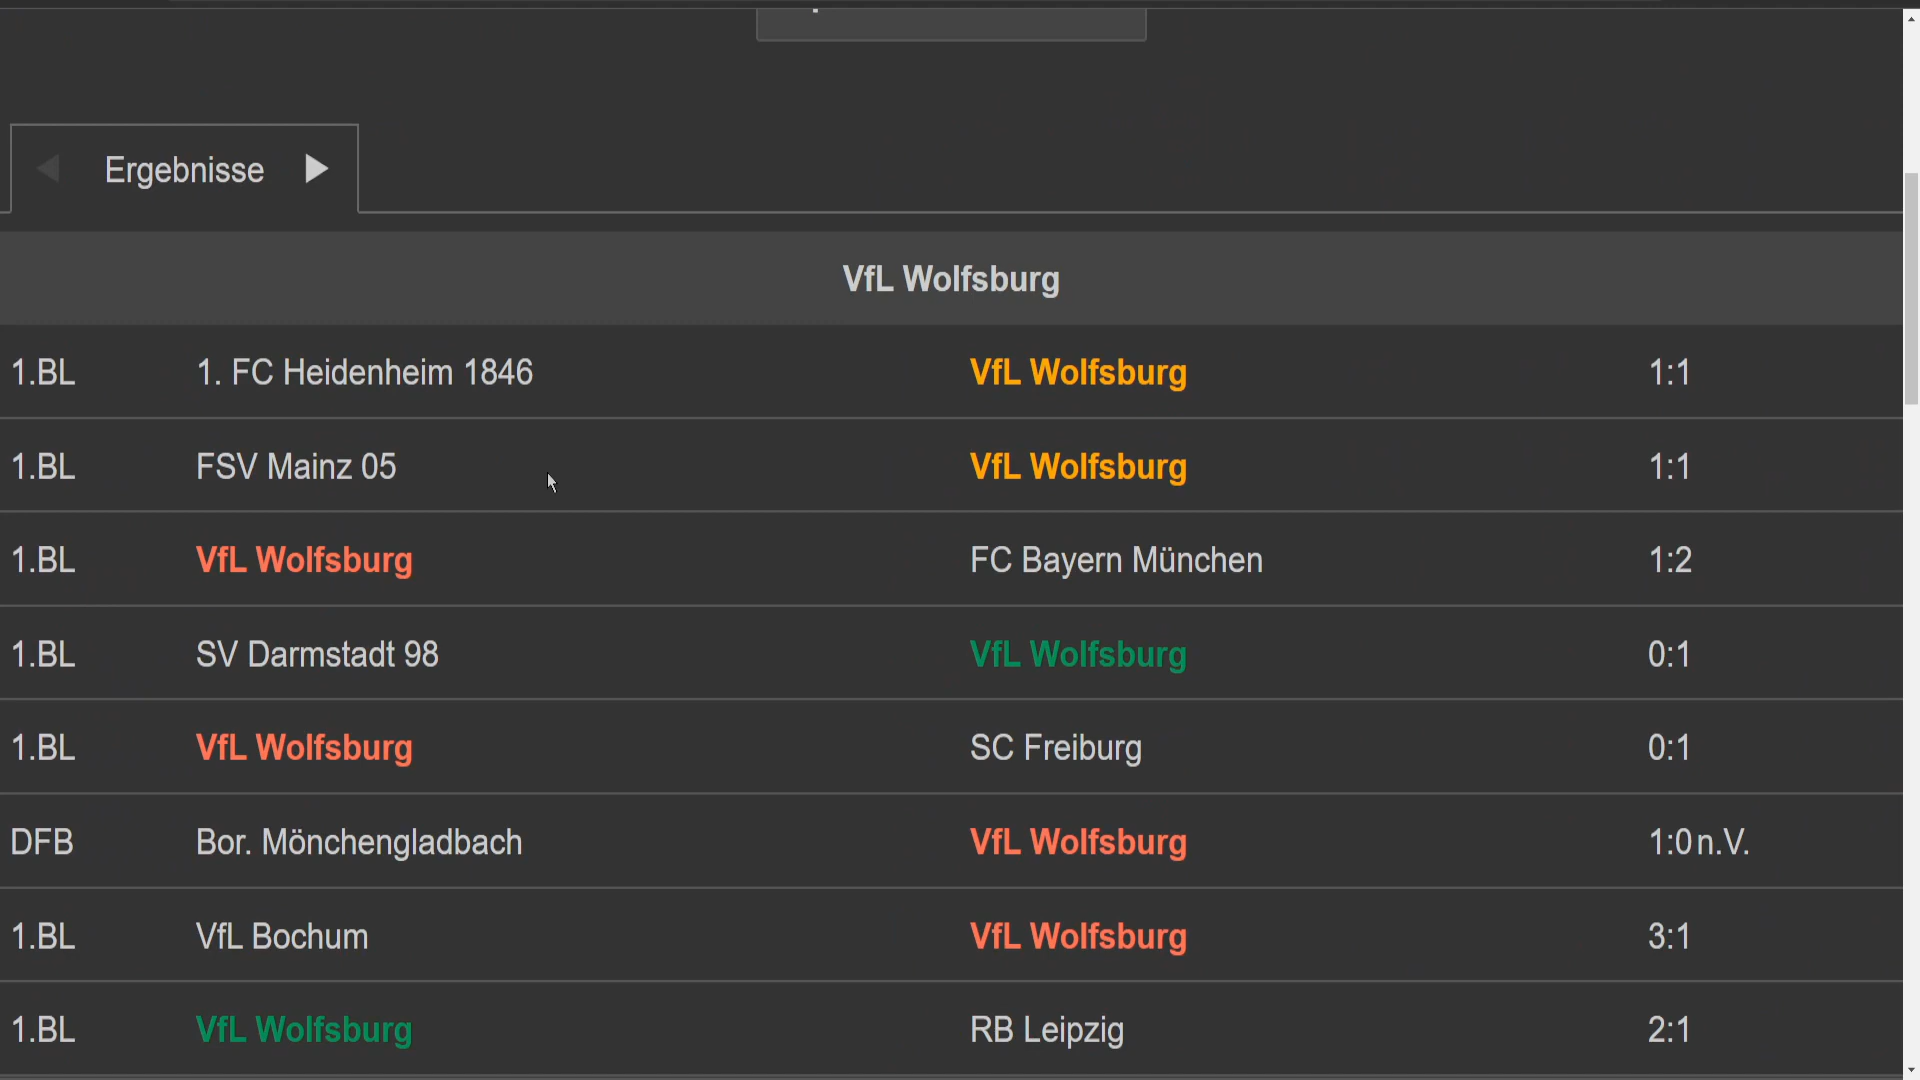 Ergebnisse
VfL Wolfsburg
1.BL 1. FC Heidenheim 1846 VfL Wolfsburg 1:1
1.BL FSV Mainz 05 VfL Wolfsburg 1:1
1.BL VfL Wolfsburg FC Bayern München 1:2
1.BL SV Darmstadt 98 VfL Wolfsburg 0:1
1.BL VfL Wolfsburg SC Freiburg 0:1
DFB Bor. Mönchengladbach VfL Wolfsburg 1:0 n.V.
1.BL VfL Bochum VfL Wolfsburg 3:1
1.BL VfL Wolfsburg RB Leipzig 2:1